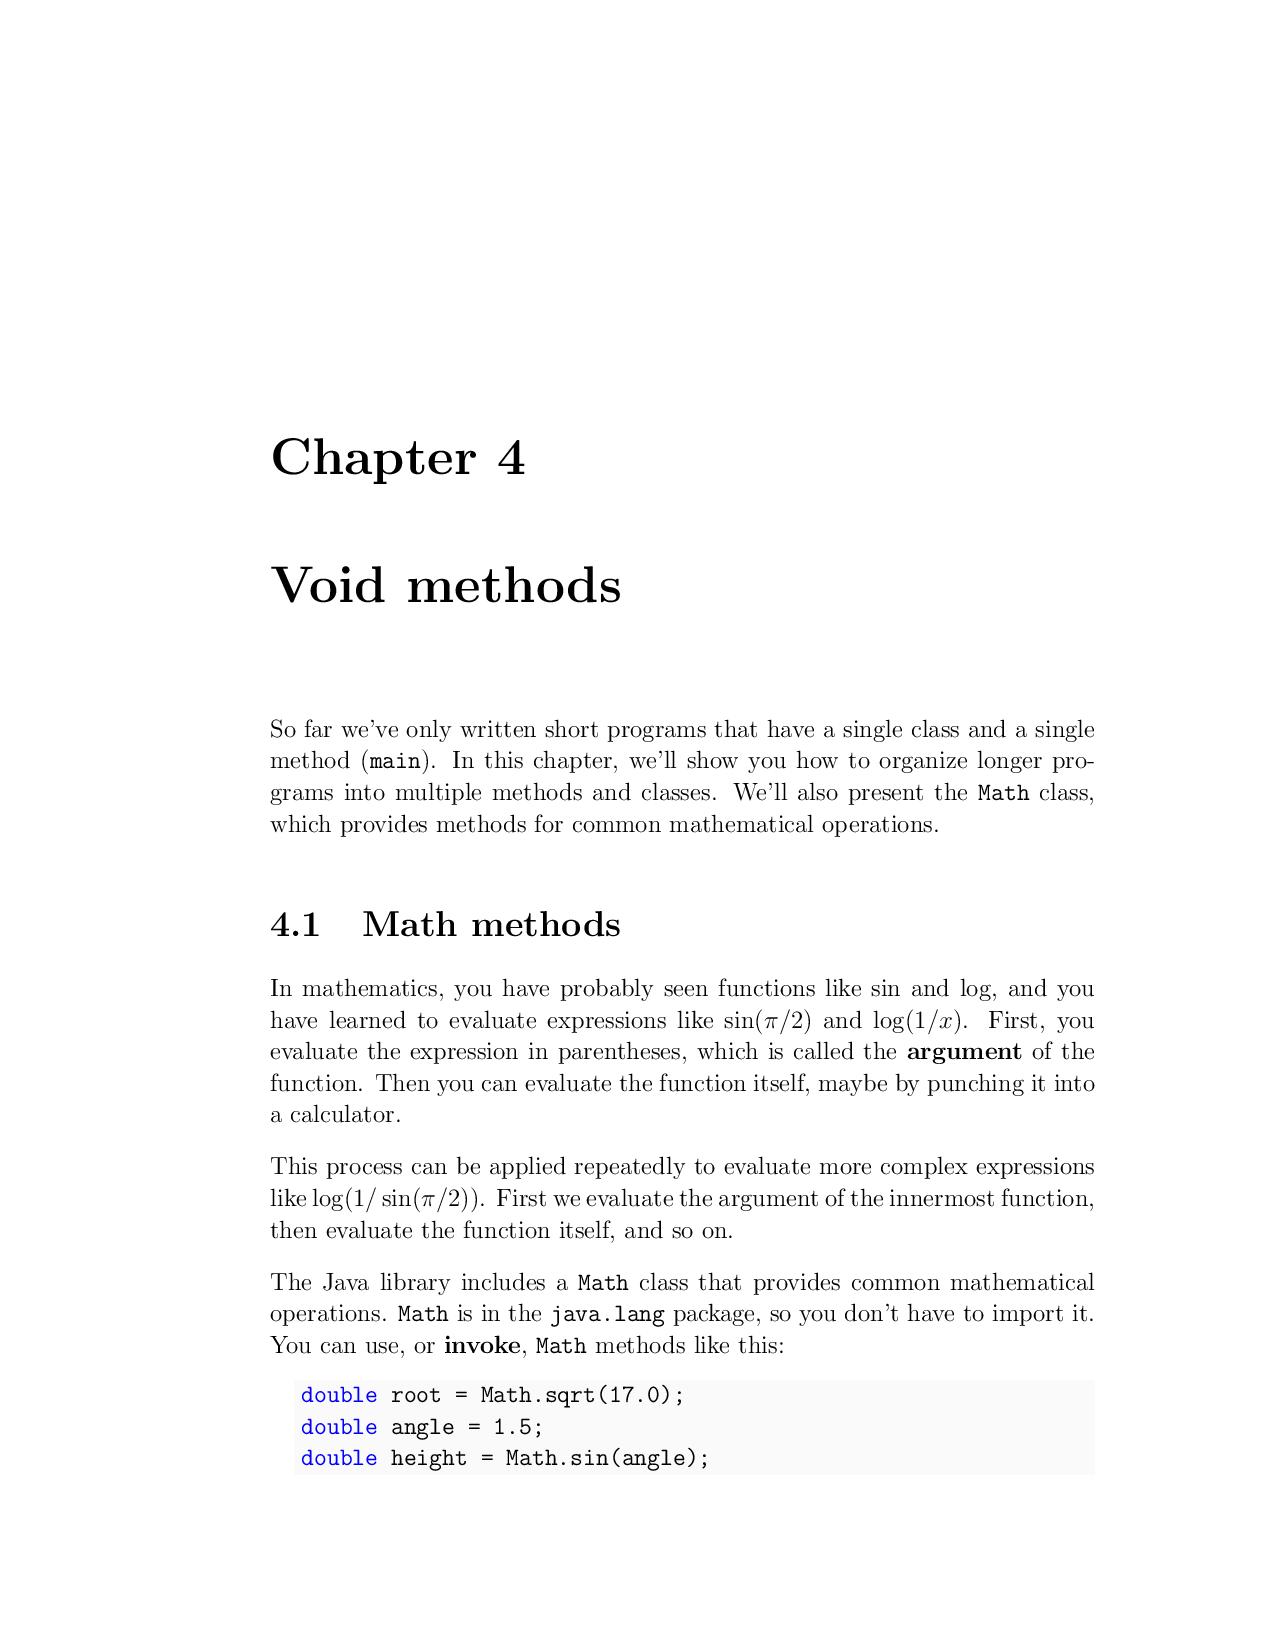 Chapter 4
Void methods
So far we've only written short programs that have a single class and a single
method (main). In this chapter, we'll show you how to organize longer pro-
grams into multiple methods and classes. We'll also present the Math class,
which provides methods for common mathematical operations.
4.1 Math methods
In mathematics, you have probably seen functions like sin and log, and you
have learned to evaluate expressions like sin(π/2) and log(1/x). First, you
evaluate the expression in parentheses, which is called the argument of the
function. Then you can evaluate the function itself, maybe by punching it into
a calculator.
This process can be applied repeatedly to evaluate more complex expressions
like log(1/ sin(π/2)). First we evaluate the argument of the innermost function,
then evaluate the function itself, and so on.
The Java library includes a Math class that provides common mathematical
operations. Math is in the java.lang package, so you don't have to import it.
You can use, or invoke, Math methods like this:
double root = Math.sqrt(17.0);
double angle = 1.5;
double height = Math.sin(angle);